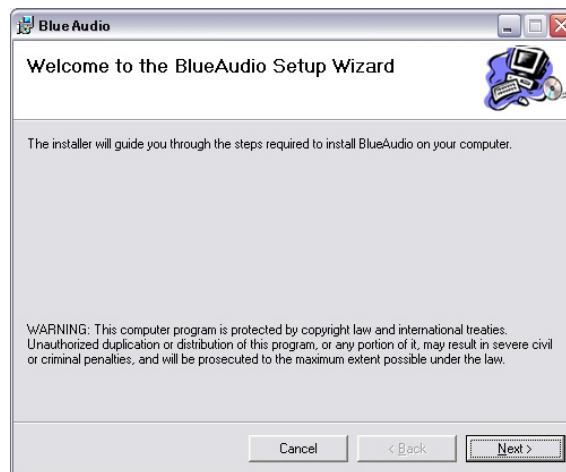 Blue Audio
Welcome to the BlueAudio Setup Wizard
The installer will guide you through the steps required to install BlueAudio on your computer.
WARNING: This computer program is protected by copyright law and international treaties.
Unauthorized duplication or distribution of this program, or any portion of it, may result in severe civil
or criminal penalties, and will be prosecuted to the maximum extent possible under the law.
Cancel
< Back
Next >